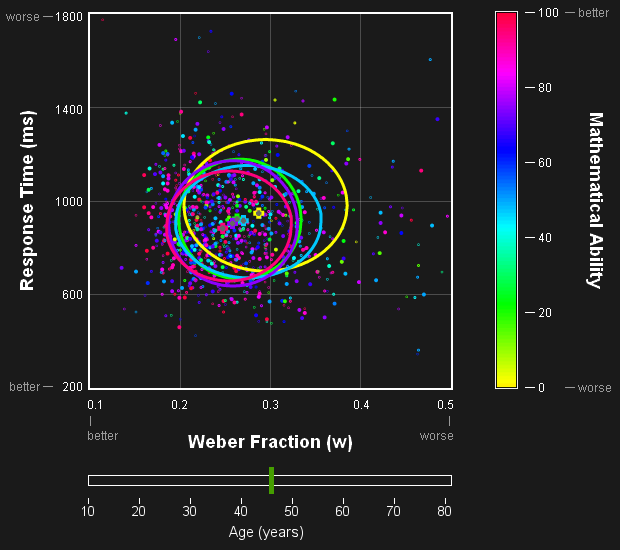 worse
1800
1400
1000
600
better
200
Response Time (ms)
0.1
0.2
0.3
0.4
0.5
better
worse
Weber Fraction (w)
100
better
80
60
40
20
0
worse
Mathematical Ability
10
20
30
40
50
60
70
80
Age (years)